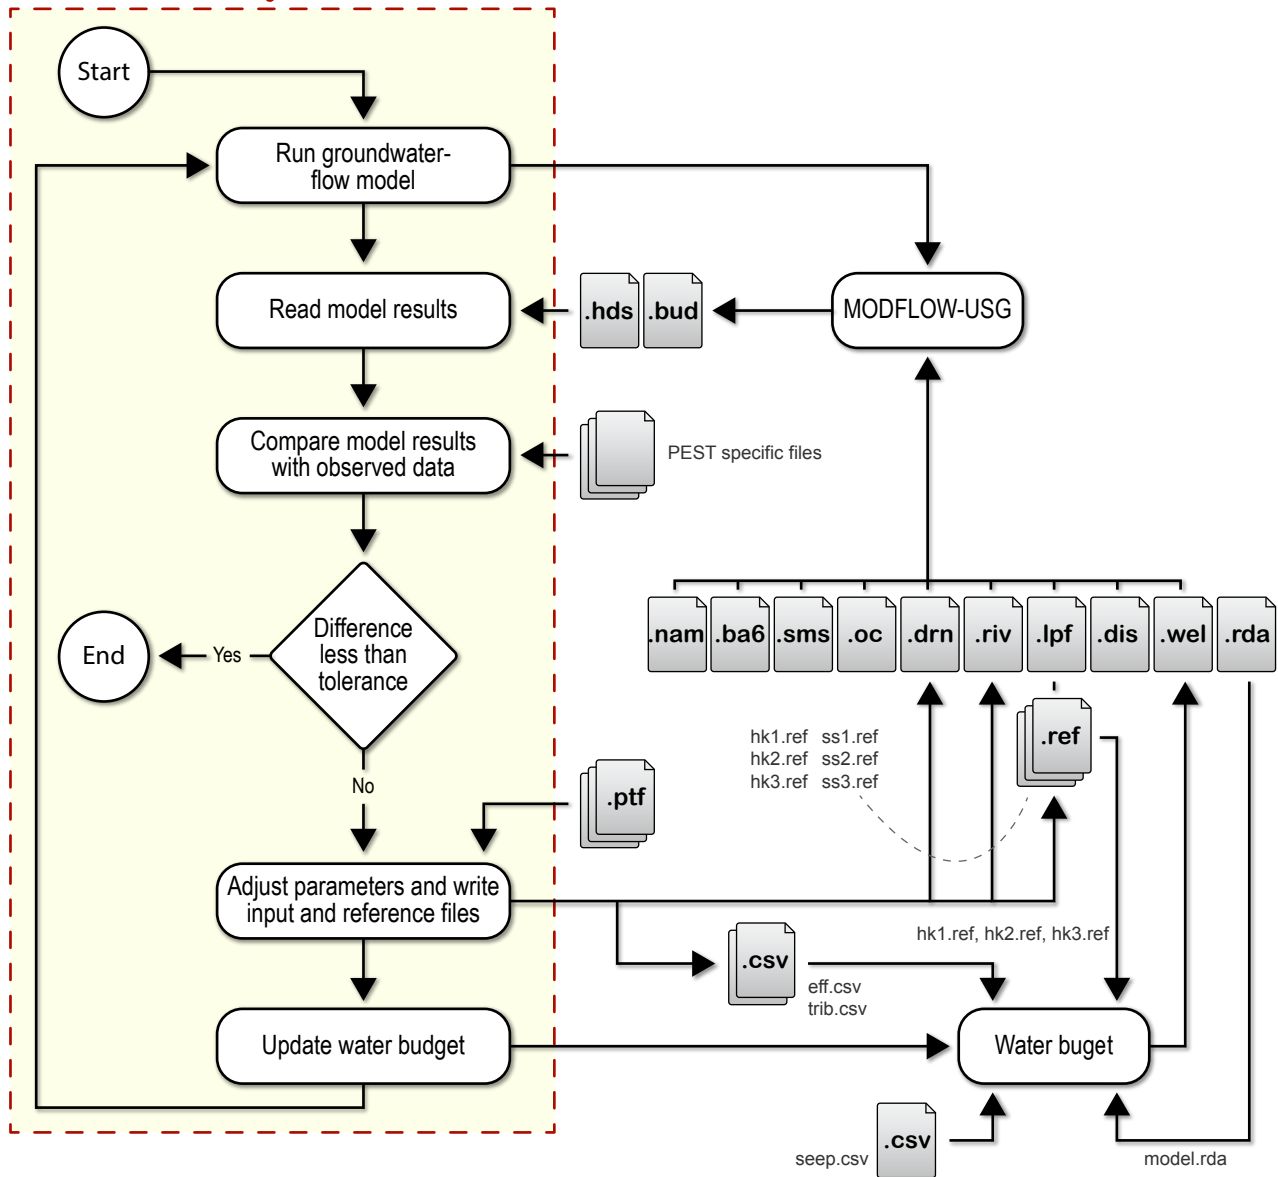 Start
Run groundwater-
flow model
Read model results
.hds
.bud
MODFLOW-USG
Compare model results
with observed data
PEST specific files
Difference
less than
tolerance
Yes
End
No
.nam
.ba6
.sms
.oc
.drn
.riv
.lpf
.dis
.wel
.rda
hk1.ref ss1.ref
hk2.ref ss2.ref
hk3.ref ss3.ref
.ref
.ptf
Adjust parameters and write
input and reference files
hk1.ref, hk2.ref, hk3.ref
.csv
eff.csv
trib.csv
Update water budget
Water buget
.csv
seep.csv
model.rda